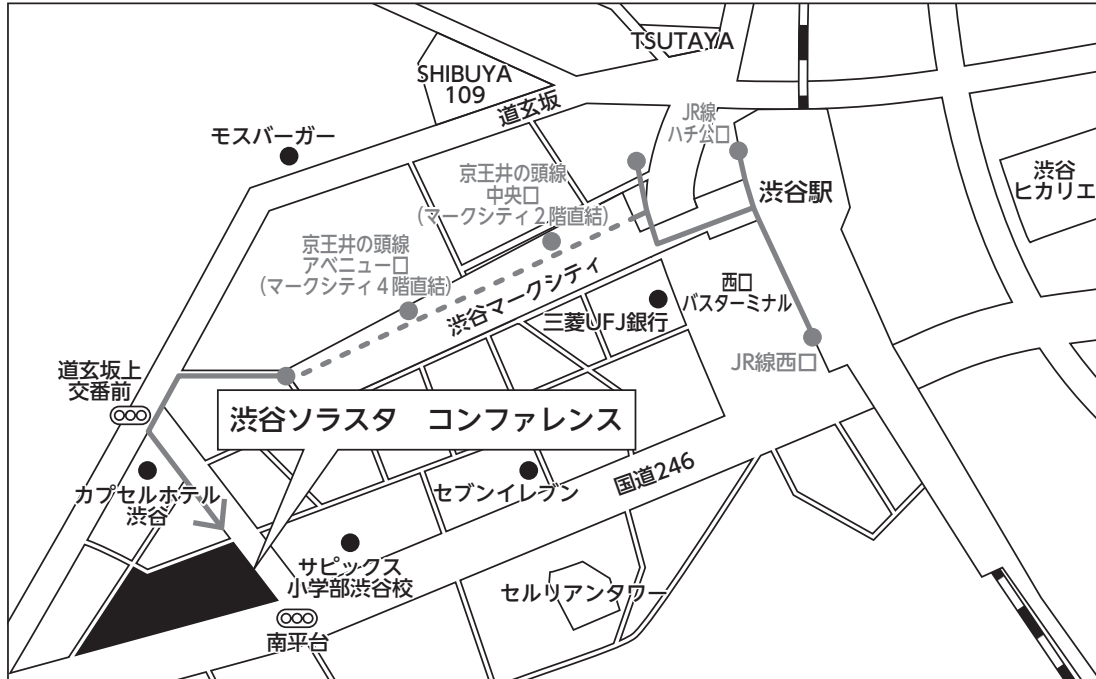 TSUTAYA
SHIBUYA
109
道玄坂
JR線
ハチ公口
モスバーガー
渋谷
ヒカリエ
京王井の頭線
中央口
(マークシティ2階直結)
渋谷駅
京王井の頭線
アベニュー口
(マークシティ4階直結)
渋谷マークシティ
西口
バスターミナル
三菱UFJ銀行
JR線西口
道玄坂上
交番前
渋谷ソラスタ　コンファレンス
国道246
セブンイレブン
カプセルホテル
渋谷
サピックス
小学部渋谷校
セルリアンタワー
南平台